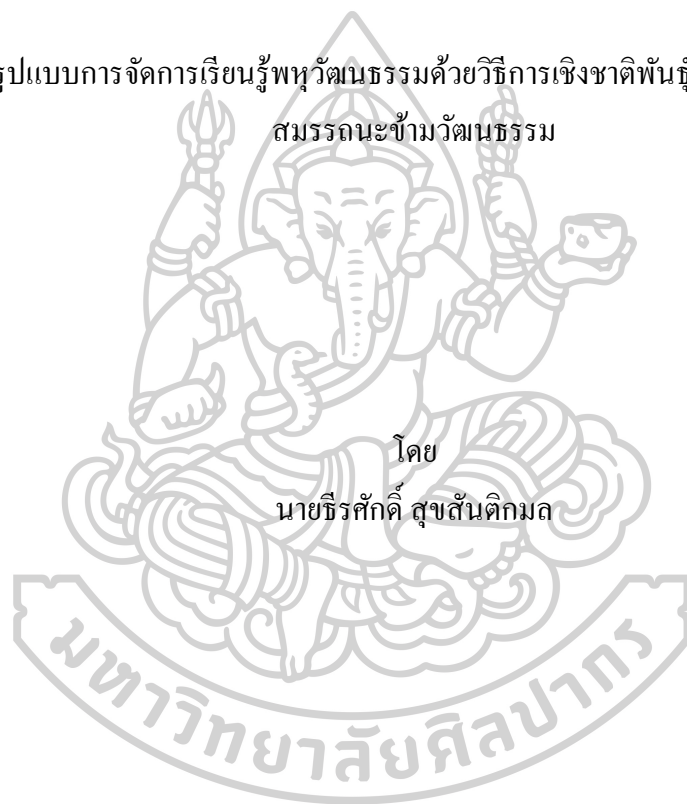 รูปแบบการจัดการเรียนรู้พหุวัฒนธรรมด้วยวิธีการเชิงชาติพันธุ์
สมรรถนะข้ามวัฒนธรรม
โดย
นายธีรศักดิ์ สุขสันติกมล
มหาวิทยาลัยศิลปากร